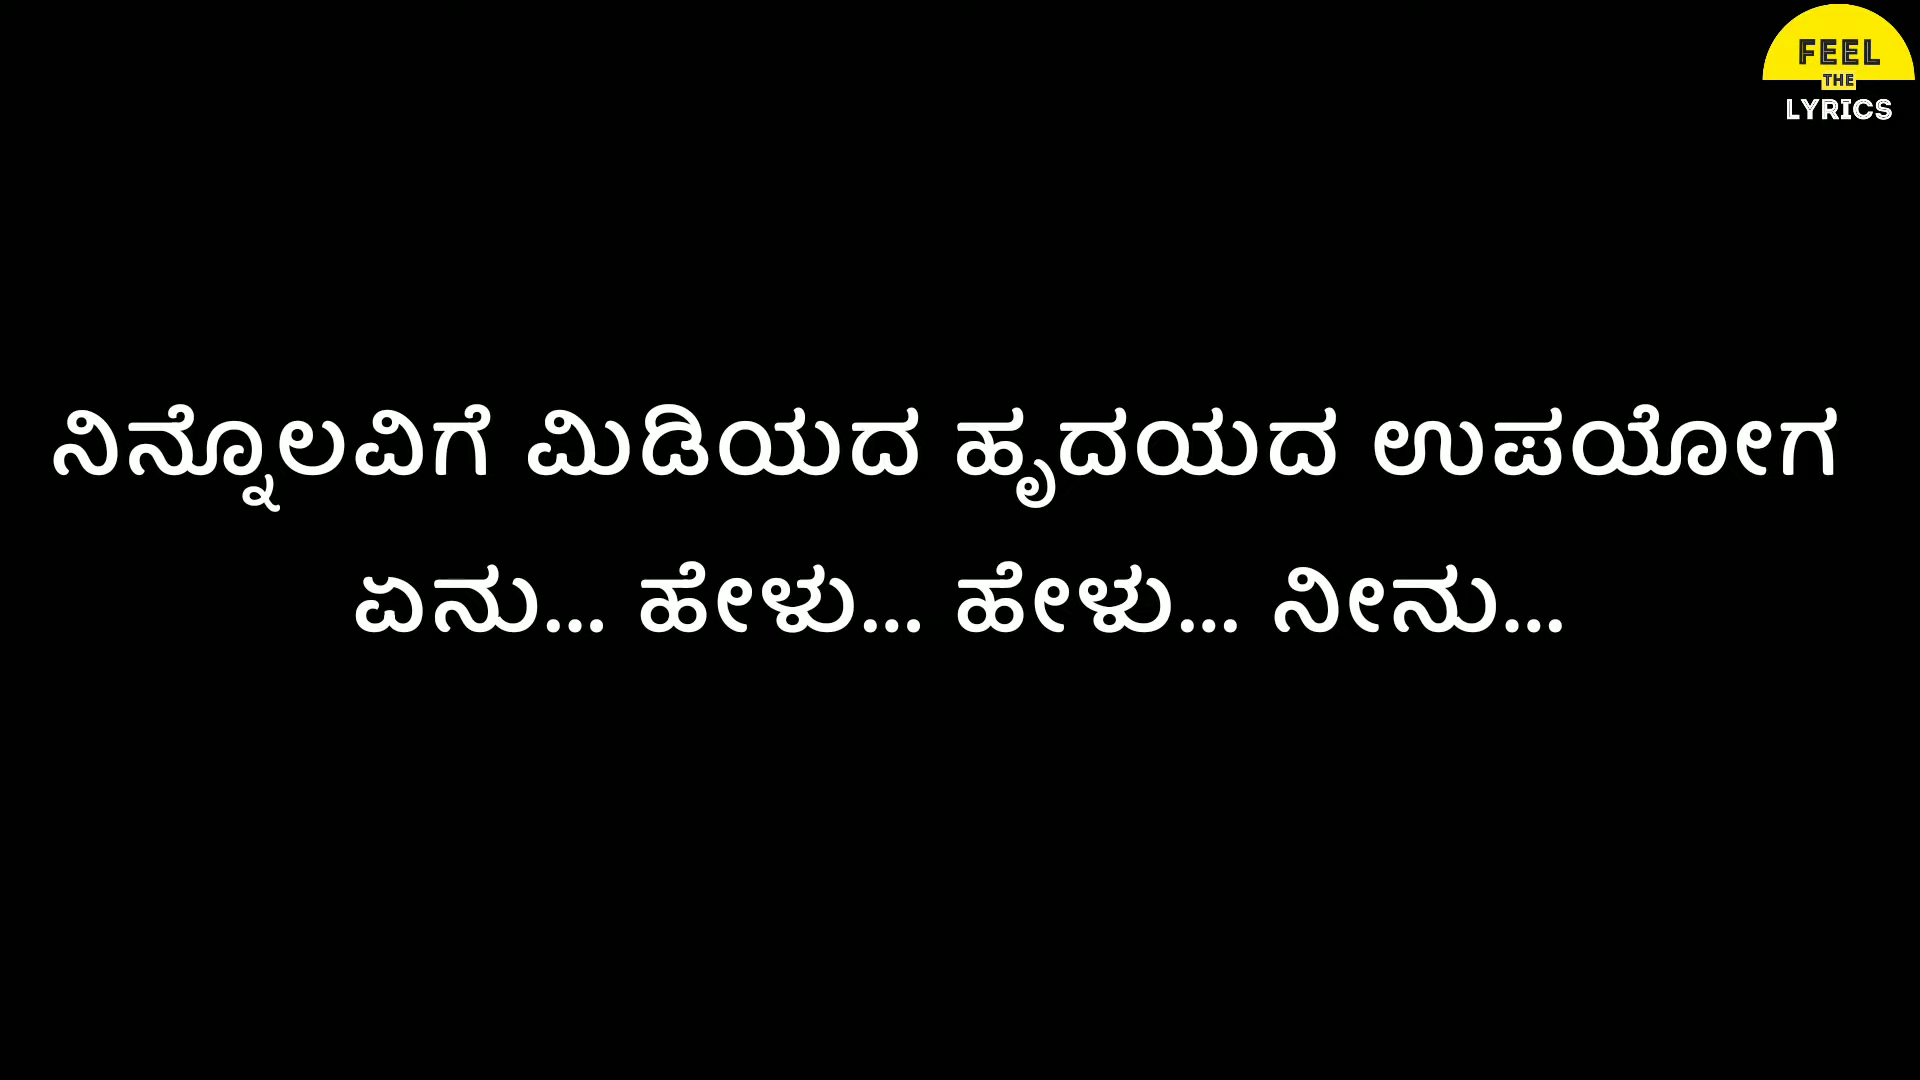 FEEL
THE
LYRICS
ನಿನ್ನೊಲವಿಗೆ ಮಿಡಿಯದ ಹೃದಯದ ಉಪಯೋಗ
ಏನು... ಹೇಳು... ಹೇಳು... ನೀನು...